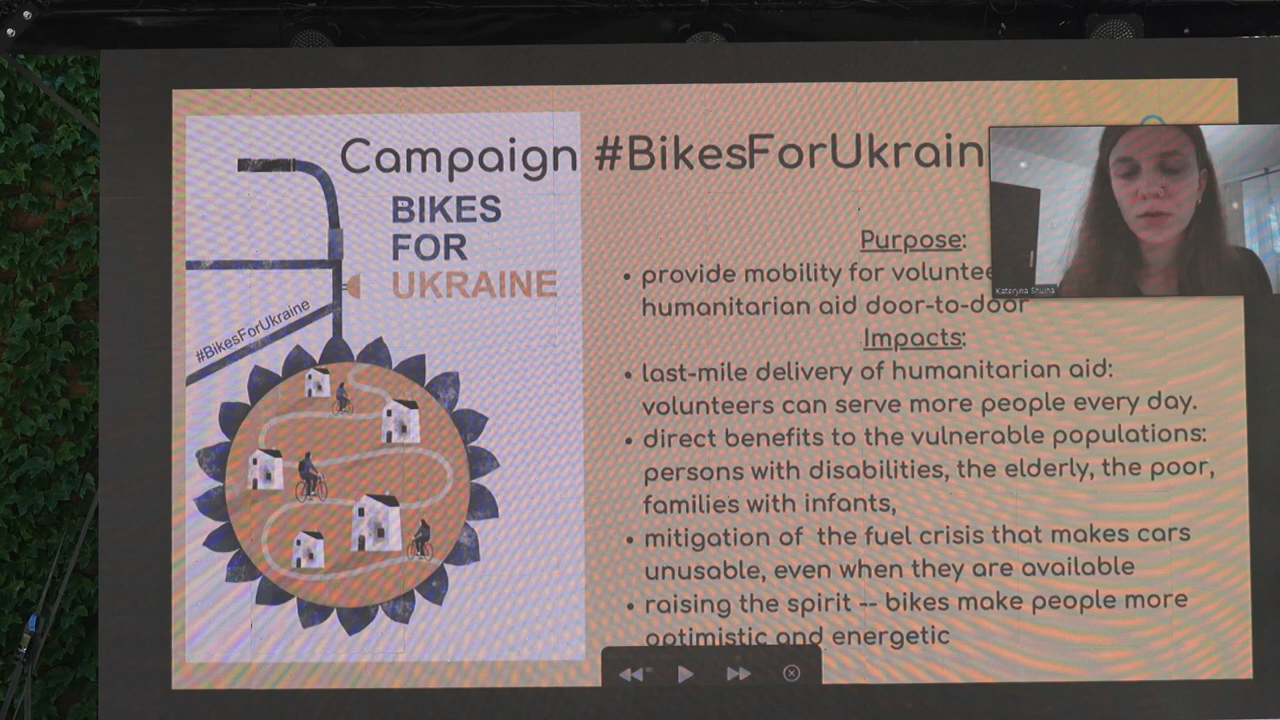 Campaign #BikesForUkrain
BIKES
FOR
UKRAINE
#BikesForUkraine
Purpose:
provide mobility for voluntee
humanitarian aid door-to-door
Impacts:
last-mile delivery of humanitarian aid:
volunteers can serve more people every day.
direct benefits to the vulnerable populations:
persons with disabilities, the elderly, the poor,
families with infants,
mitigation of the fuel crisis that makes cars
unusable, even when they are available
raising the spirit -- bikes make people more
optimistic and energetic
Kateryna Shulha